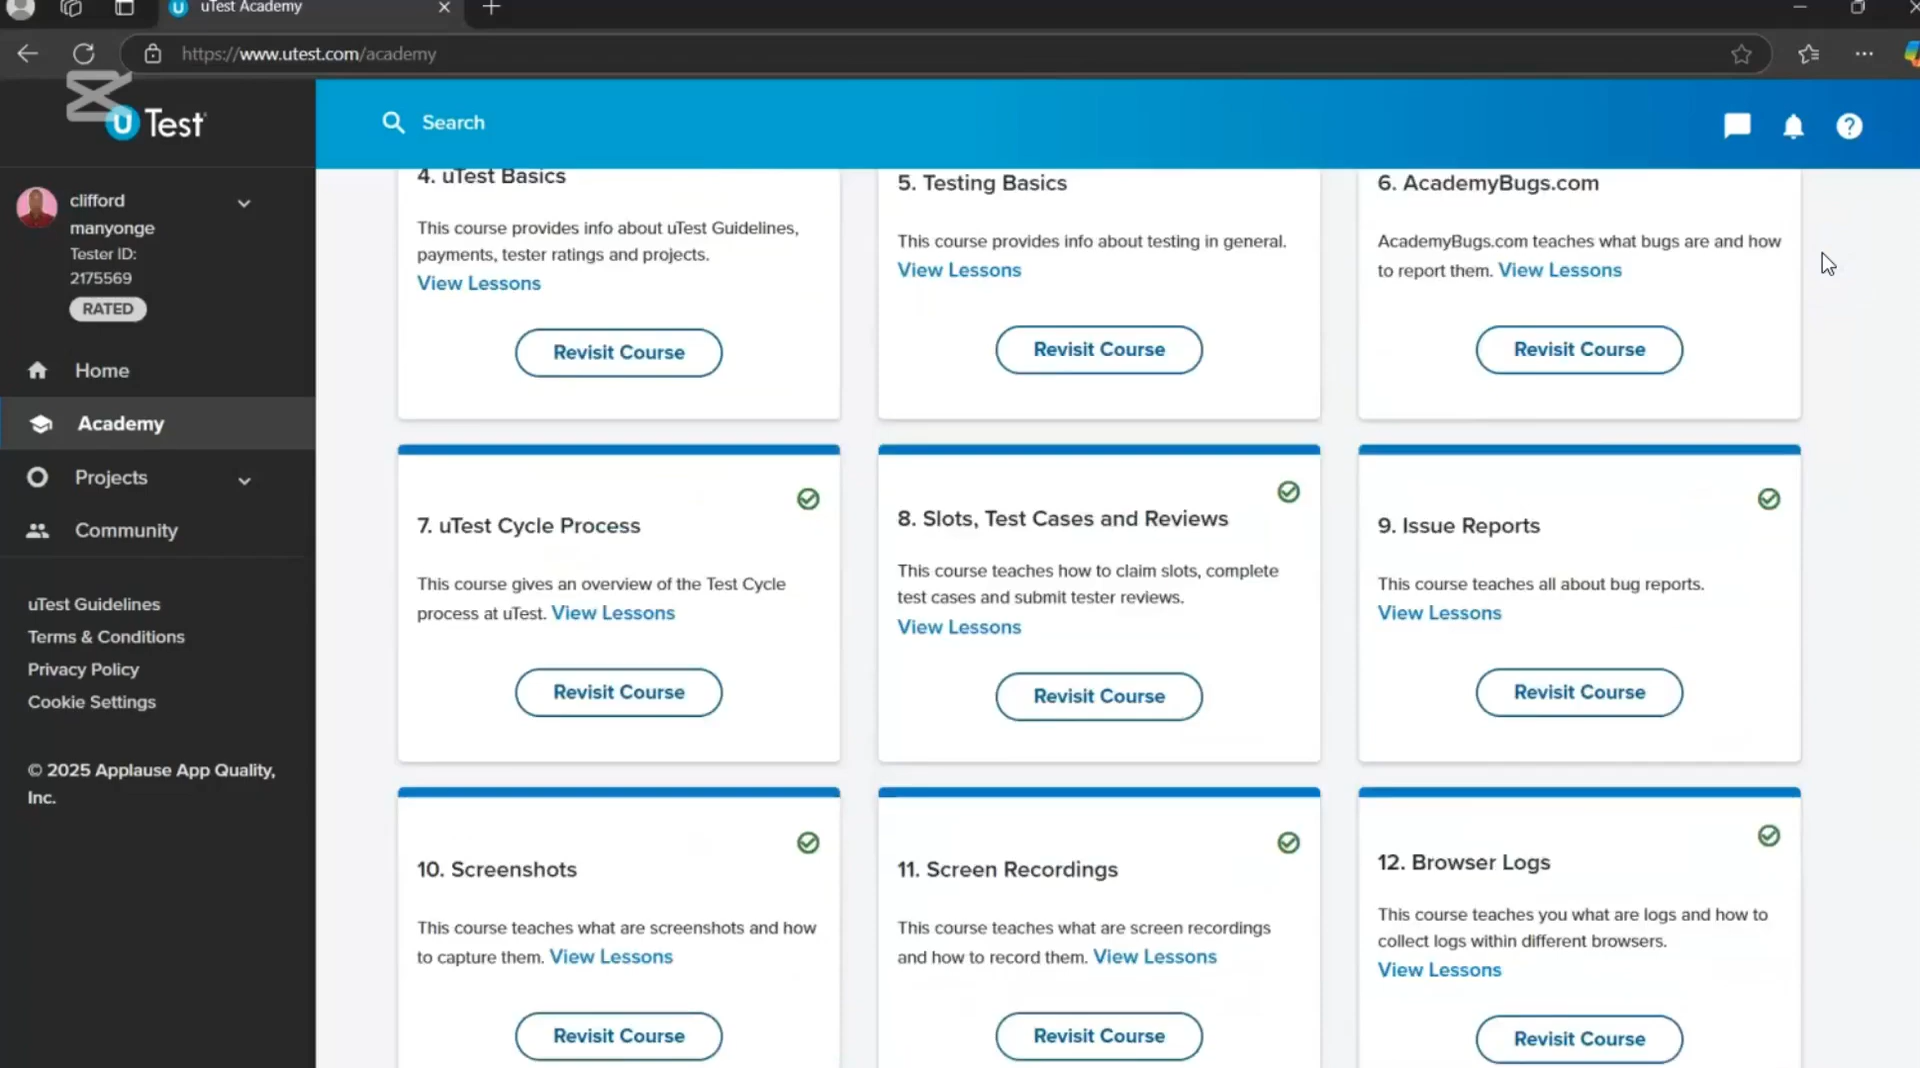 uTest Academy
https://www.utest.com/academy
uTest
Search
clifford
manyonge
Tester ID:
2175569
RATED
Home
Academy
Projects
Community
uTest Guidelines
Terms & Conditions
Privacy Policy
Cookie Settings
© 2025 Applause App Quality,
Inc.
4. uTest Basics
This course provides info about uTest Guidelines,
payments, tester ratings and projects.
View Lessons
Revisit Course
5. Testing Basics
This course provides info about testing in general.
View Lessons
Revisit Course
6. AcademyBugs.com
AcademyBugs.com teaches what bugs are and how
to report them. View Lessons
Revisit Course
7. uTest Cycle Process
This course gives an overview of the Test Cycle
process at uTest. View Lessons
Revisit Course
8. Slots, Test Cases and Reviews
This course teaches how to claim slots, complete
test cases and submit tester reviews.
View Lessons
Revisit Course
9. Issue Reports
This course teaches all about bug reports.
View Lessons
Revisit Course
10. Screenshots
This course teaches what are screenshots and how
to capture them. View Lessons
Revisit Course
11. Screen Recordings
This course teaches what are screen recordings
and how to record them. View Lessons
Revisit Course
12. Browser Logs
This course teaches you what are logs and how to
collect logs within different browsers.
View Lessons
Revisit Course